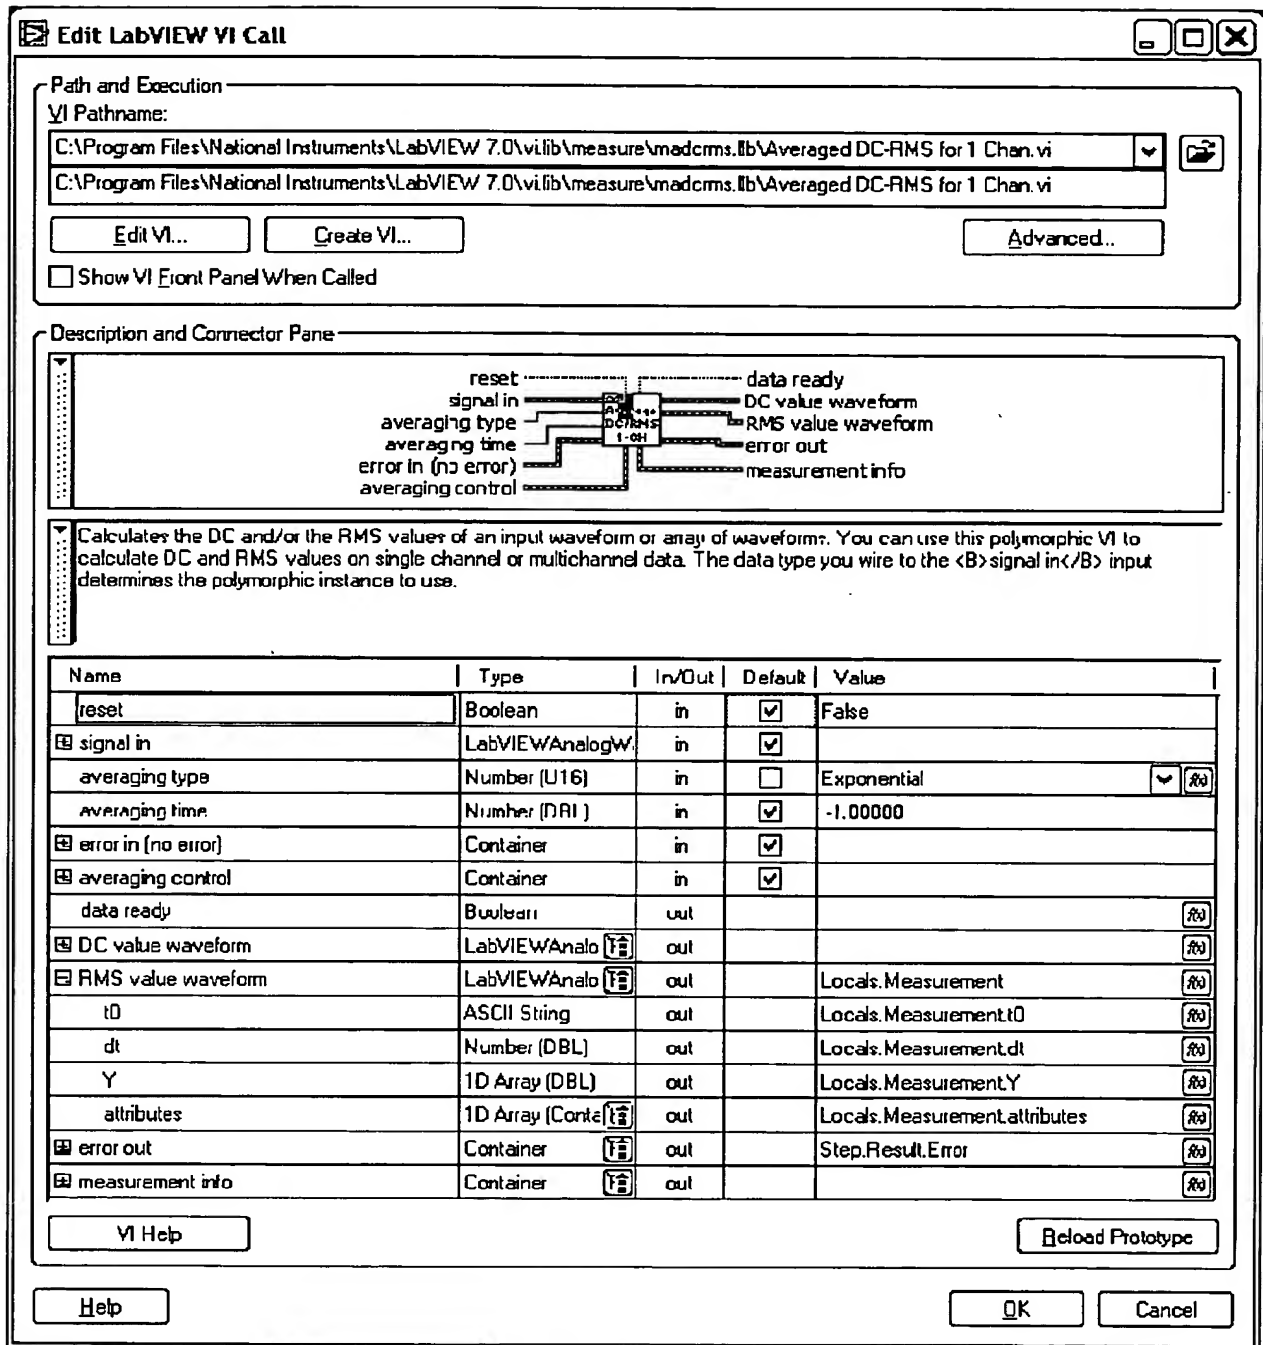 Edit LabVIEW VI Call
Path and Execution
VI Pathname:
C:\Program Files\National Instruments\LabVIEW 7.0\vi.lib\measure\madcrms.llb\Averaged DC-RMS for 1 Chan.vi
C:\Program Files\National Instruments\LabVIEW 7.0\vi.lib\measure\madcrms.llb\Averaged DC-RMS for 1 Chan.vi
Edit VI... Create VI... Advanced...
Show VI Front Panel When Called
Description and Connector Pane
reset data ready
signal in DC value waveform
averaging type RMS value waveform
DC/RMS
averaging time error out
1-CH
error in (no error) measurement info
averaging control
Calculates the DC and/or the RMS values of an input waveform or array of waveforms. You can use this polymorphic VI to
calculate DC and RMS values on single channel or multichannel data. The data type you wire to the <B>signal in</B> input
determines the polymorphic instance to use.
Name Type In/Out Default Value
reset Boolean in False
signal in LabVIEWAnalogW in
averaging type Number (U16) in Exponential f(x)
averaging time Number (DBL) in -1.00000
error in (no error) Container in
averaging control Container in
data ready Boolean out f(x)
DC value waveform LabVIEWAnalo out f(x)
RMS value waveform LabVIEWAnalo out Locals.Measurement f(x)
t0 ASCII String out Locals.Measurement.t0 f(x)
dt Number (DBL) out Locals.Measurement.dt f(x)
Y 1D Array (DBL) out Locals.Measurement.Y f(x)
attributes 1D Array (Conta out Locals.Measurement.attributes f(x)
error out Container out Step.Result.Error f(x)
measurement info Container out f(x)
VI Help Reload Prototype
Help OK Cancel